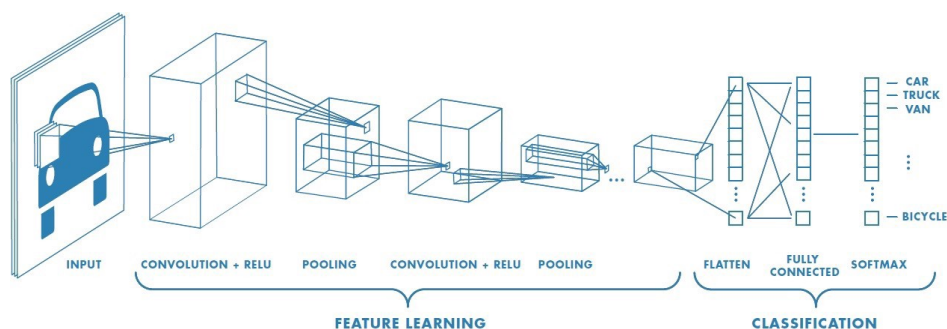 CAR
TRUCK
VAN
BICYCLE
INPUT
CONVOLUTION + RELU
POOLING
CONVOLUTION + RELU
POOLING
FLATTEN
FULLY
CONNECTED
SOFTMAX
FEATURE LEARNING
CLASSIFICATION